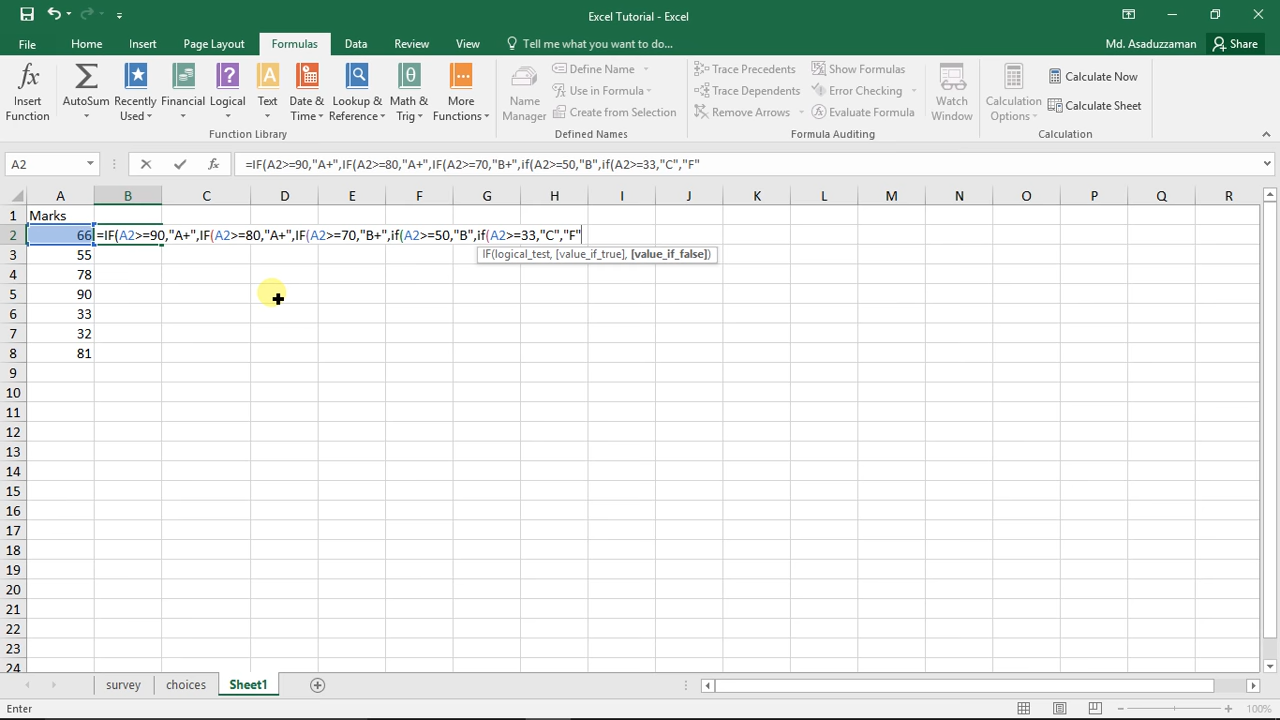 Excel Tutorial - Excel
File Home Insert Page Layout Formulas Data Review View Tell me what you want to do... Md. Asaduzzaman Share
fx Σ ? A θ ...
Insert Function
AutoSum
Recently Used
Financial
Logical
Text
Date & Time
Lookup & Reference
Math & Trig
More Functions
Function Library
Name Manager
Define Name
Use in Formula
Create from Selection
Defined Names
Trace Precedents
Trace Dependents
Remove Arrows
Show Formulas
Error Checking
Evaluate Formula
Formula Auditing
Watch Window
Calculation Options
Calculate Now
Calculate Sheet
Calculation
A2 fx =IF(A2>=90,"A+",IF(A2>=80,"A+",IF(A2>=70,"B+",if(A2>=50,"B",if(A2>=33,"C","F"
A B C D E F G H I J K L M N O P Q R
1 Marks
2 66 =IF(A2>=90,"A+",IF(A2>=80,"A+",IF(A2>=70,"B+",if(A2>=50,"B",if(A2>=33,"C","F"
IF(logical_test, [value_if_true], [value_if_false])
3 55
4 78
5 90
6 33
7 32
8 81
9
10
11
12
13
14
15
16
17
18
19
20
21
22
23
24
survey choices Sheet1
Enter 100%